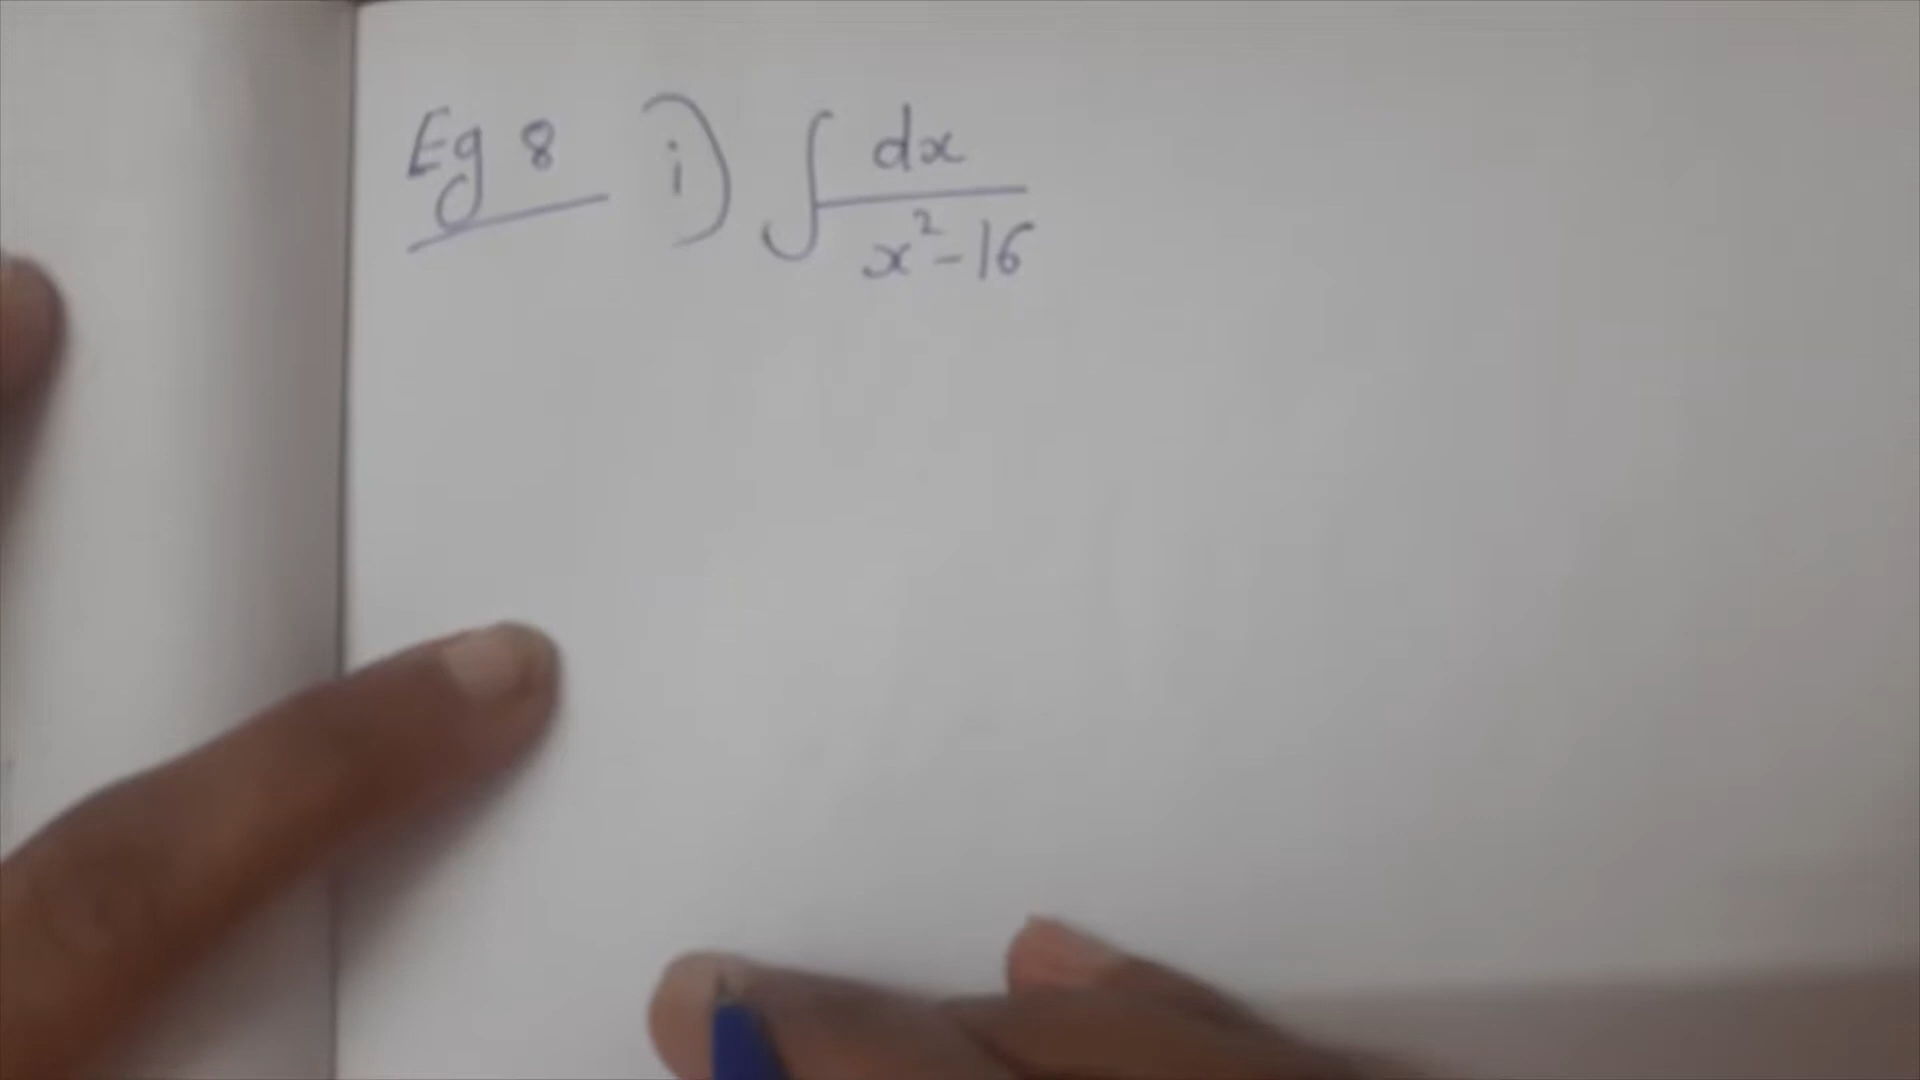 Eg 8 i) ∫ dx / x² - 16